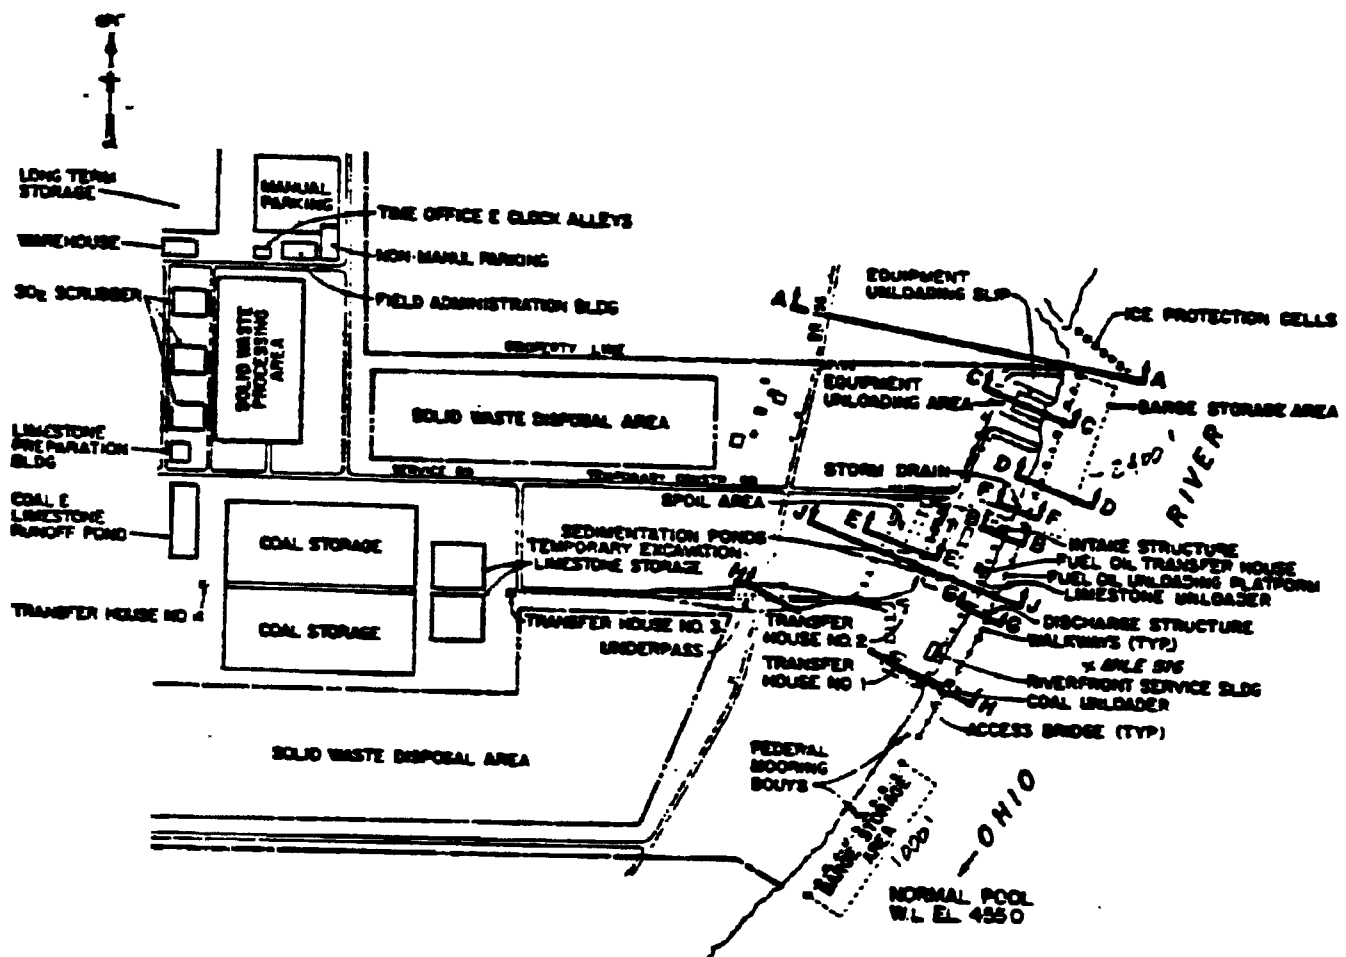 LONG TERM
STORAGE
MANUAL
PARKING
TIME OFFICE & CLOCK ALLEYS
WAREHOUSE
NON-MANUL PARKING
SO2 SCRUBBER
FIELD ADMINISTRATION BLDG
SOLID WASTE
PROCESSING
AREA
EQUIPMENT
UNLOADING SLIP
A
ICE PROTECTION CELLS
PROPERTY LINE
A
C
EQUIPMENT
UNLOADING AREA
BARGE STORAGE AREA
C
SOLID WASTE DISPOSAL AREA
LIMESTONE
PREPARATION
BLDG
RIVER
SERVICE RD
STORM DRAIN
D
D
SPOIL AREA
COAL &
LIMESTONE
RUNOFF POND
COAL STORAGE
J
E
F
F
B
B
SEDIMENTATION PONDS
TEMPORARY EXCAVATION
LIMESTONE STORAGE
E
INTAKE STRUCTURE
FUEL OIL TRANSFER HOUSE
FUEL OIL UNLOADING PLATFORM
LIMESTONE UNLOADER
H
G
J
G
TRANSFER HOUSE NO
COAL STORAGE
TRANSFER HOUSE NO. 3
UNDERPASS
TRANSFER
HOUSE NO. 2
DISCHARGE STRUCTURE
WALKWAYS (TYP.)
TRANSFER
HOUSE NO 1
RIVERFRONT SERVICE BLDG
COAL UNLOADER
H
ACCESS BRIDGE (TYP)
SOLID WASTE DISPOSAL AREA
FEDERAL
MOORING
BOUYS
BARGE STORAGE
AREA
1000'
OHIO
NORMAL POOL
W.L. EL. 455.0